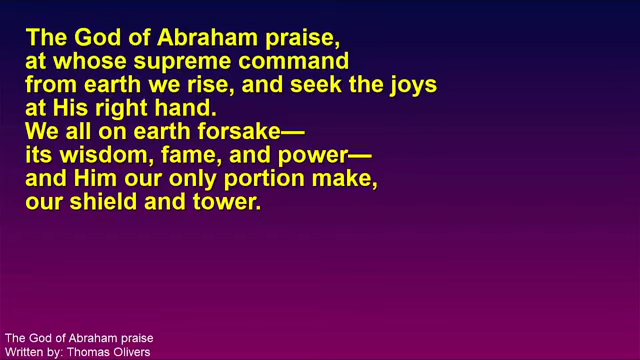 The God of Abraham praise,
at whose supreme command
from earth we rise, and seek the joys
at His right hand.
We all on earth forsake—
its wisdom, fame, and power—
and Him our only portion make,
our shield and tower.
The God of Abraham praise
Written by: Thomas Olivers